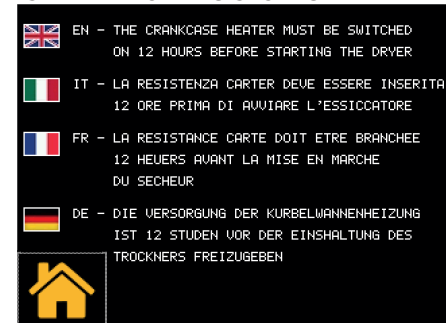 EN - THE CRANKCASE HEATER MUST BE SWITCHED
ON 12 HOURS BEFORE STARTING THE DRYER
IT - LA RESISTENZA CARTER DEVE ESSERE INSERITA
12 ORE PRIMA DI AVVIARE L'ESSICCATORE
FR - LA RESISTANCE CARTE DOIT ETRE BRANCHEE
12 HEUERS AVANT LA MISE EN MARCHE
DU SECHEUR
DE - DIE VERSORGUNG DER KURBELWANNENHEIZUNG
IST 12 STUDEN VOR DER EINSHALTUNG DES
TROCKNERS FREIZUGEBEN